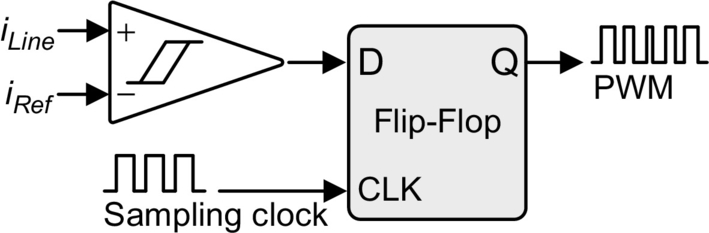 iLine
+
iRef
−
D
Q
Flip-Flop
CLK
PWM
Sampling clock